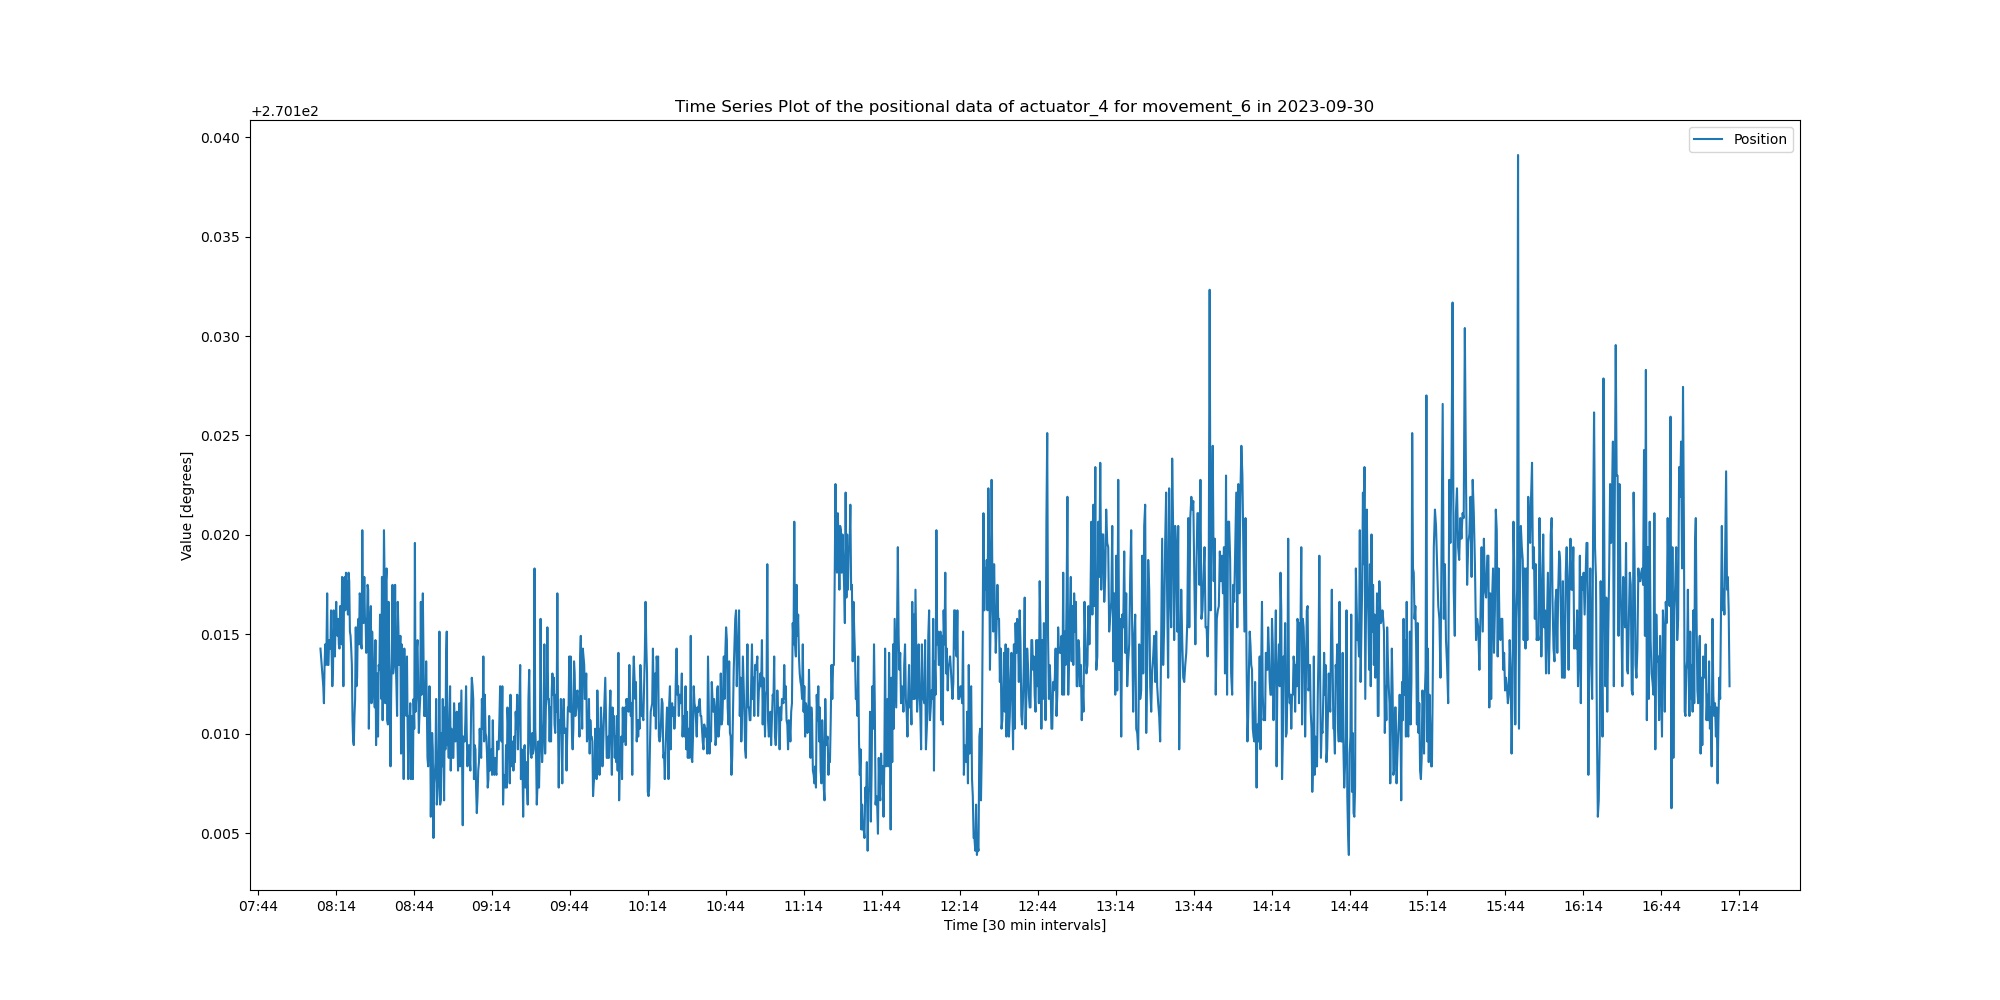 Time Series Plot of the positional data of actuator_4 for movement_6 in 2023-09-30
+2.701e2
Position
0.040
0.035
0.030
0.025
0.020
0.015
0.010
0.005
Value [degrees]
07:44 08:14 08:44 09:14 09:44 10:14 10:44 11:14 11:44 12:14 12:44 13:14 13:44 14:14 14:44 15:14 15:44 16:14 16:44 17:14
Time [30 min intervals]